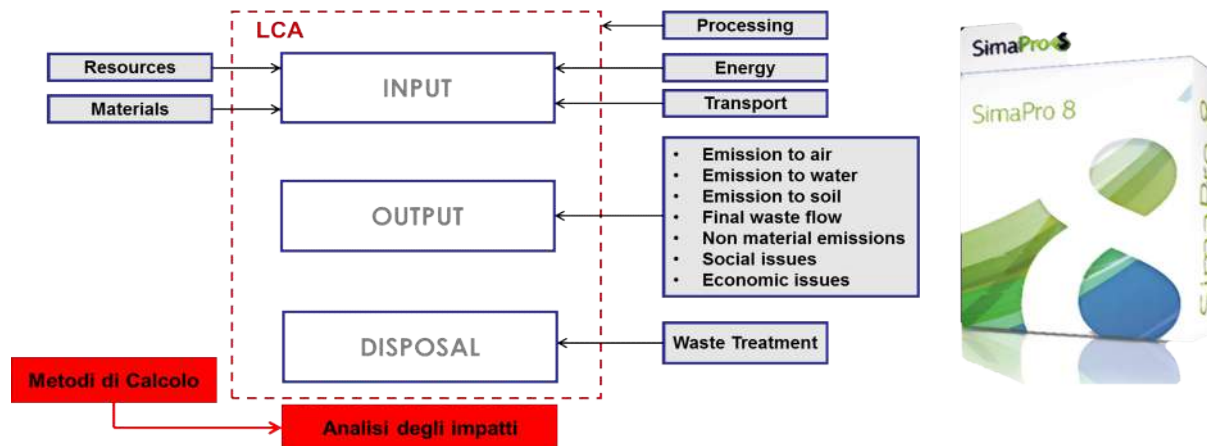 LCA
Resources
Materials
INPUT
Processing
Energy
Transport
OUTPUT
• Emission to air
• Emission to water
• Emission to soil
• Final waste flow
• Non material emissions
• Social issues
• Economic issues
DISPOSAL
Waste Treatment
Metodi di Calcolo
Analisi degli impatti
SimaPro
SimaPro 8
SimaPro 8